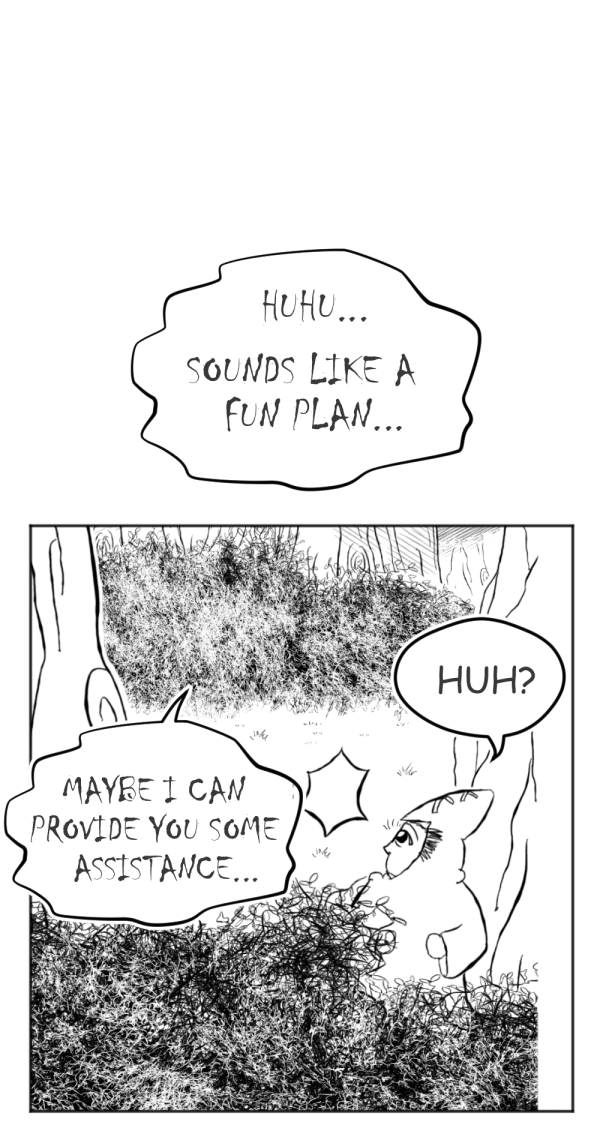 HUHU...
SOUNDS LIKE A
FUN PLAN...
HUH?
MAYBE I CAN
PROVIDE YOU SOME
ASSISTANCE...